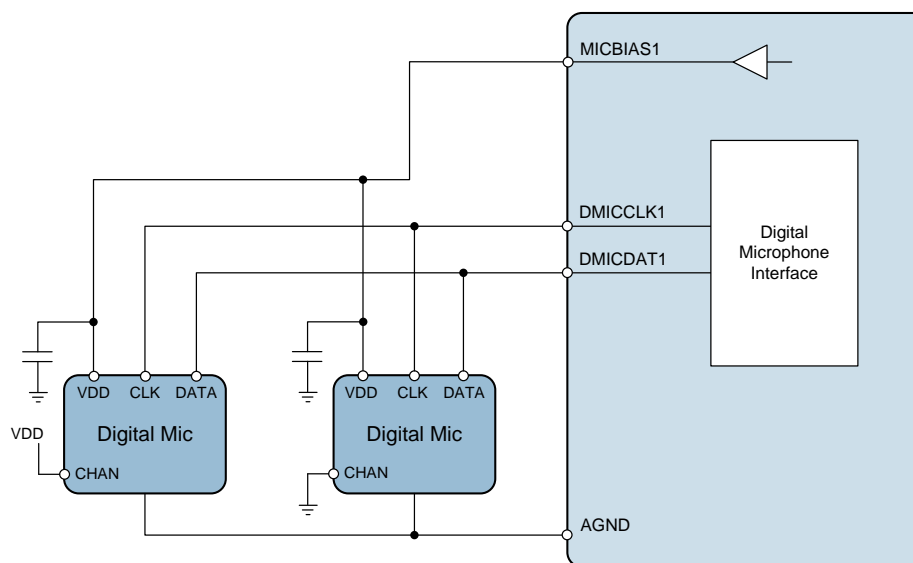 MICBIAS1
DMICCLK1
DMICDAT1
Digital
Microphone
Interface
VDD CLK DATA
Digital Mic
CHAN
VDD
VDD CLK DATA
Digital Mic
CHAN
AGND